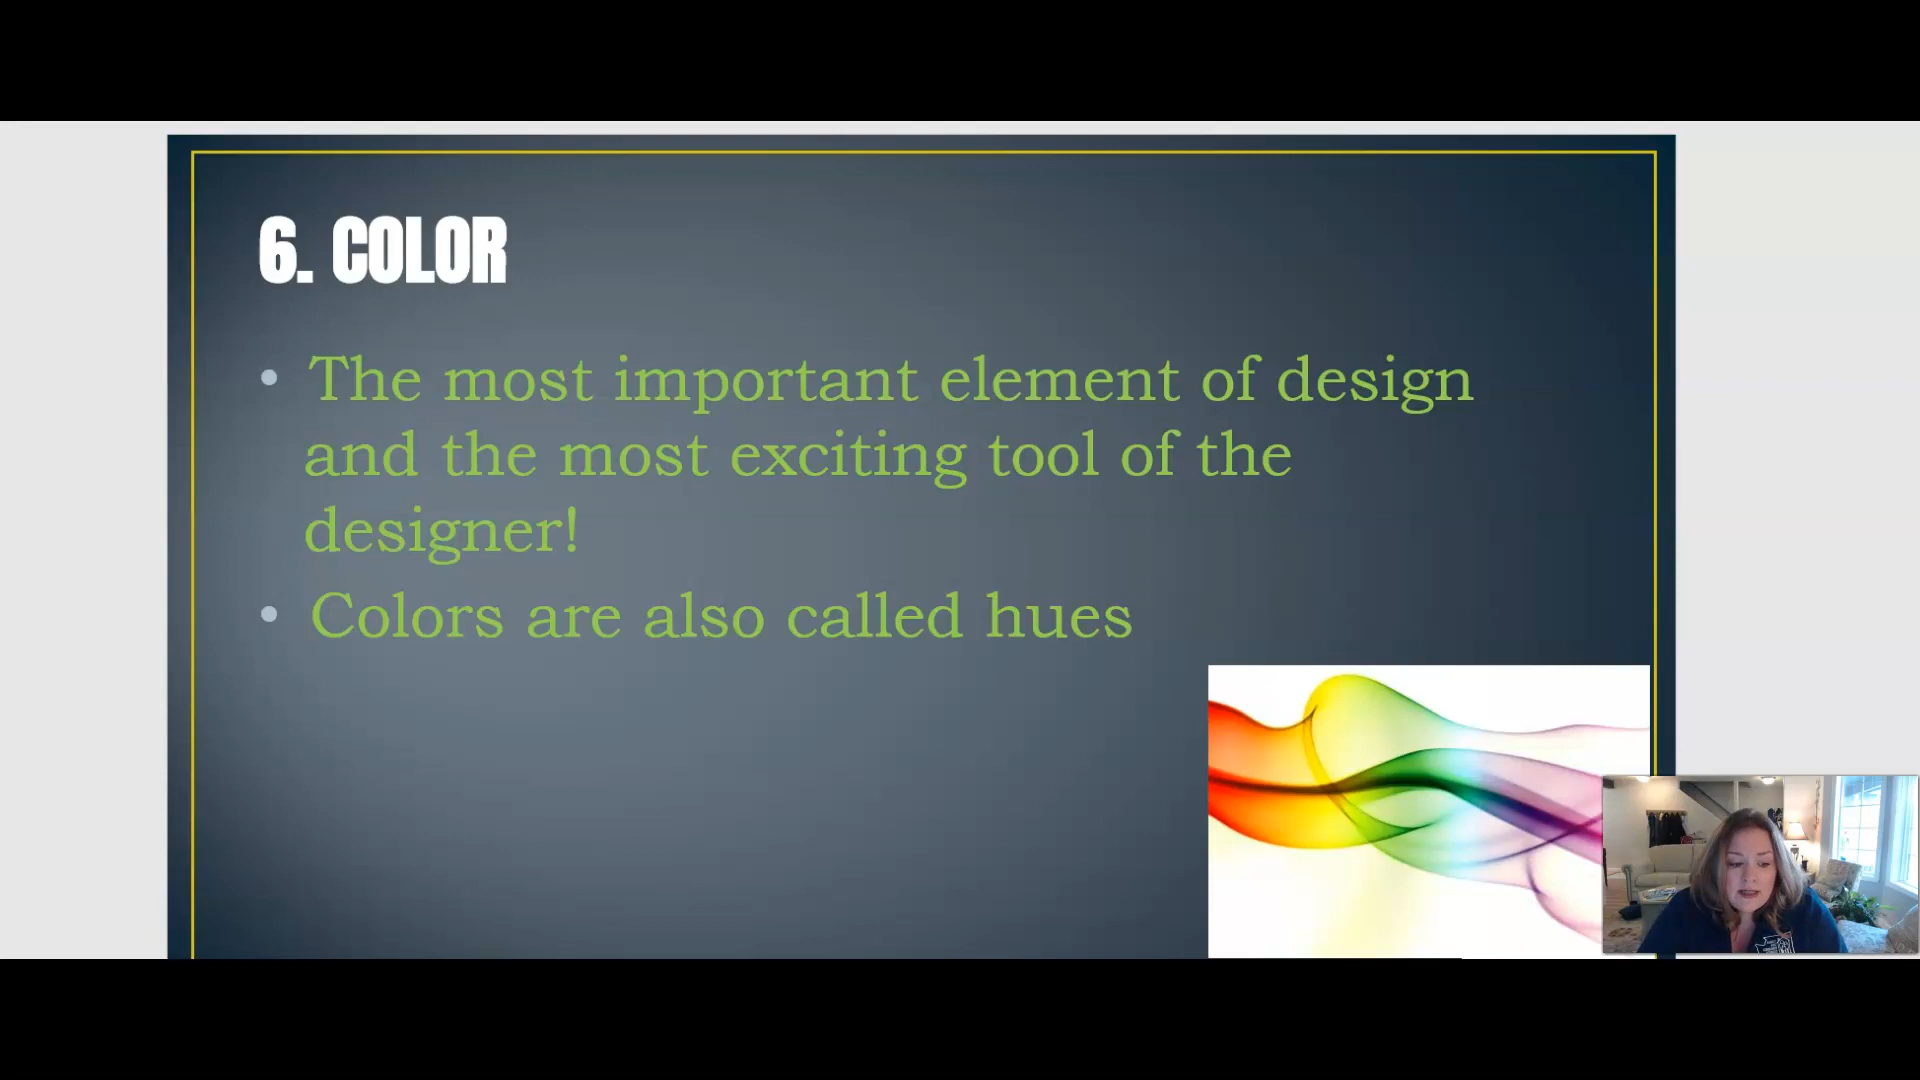 6. COLOR
• The most important element of design
and the most exciting tool of the
designer!
• Colors are also called hues